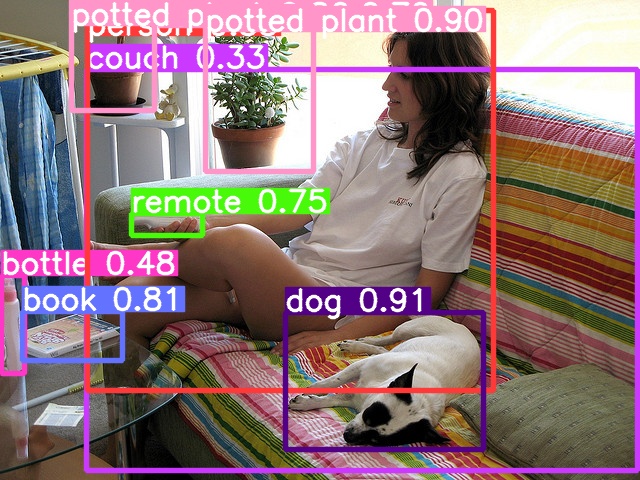 potted
person
potted plant 0.90
couch 0.33
remote 0.75
bottle 0.48
book 0.81
dog 0.91